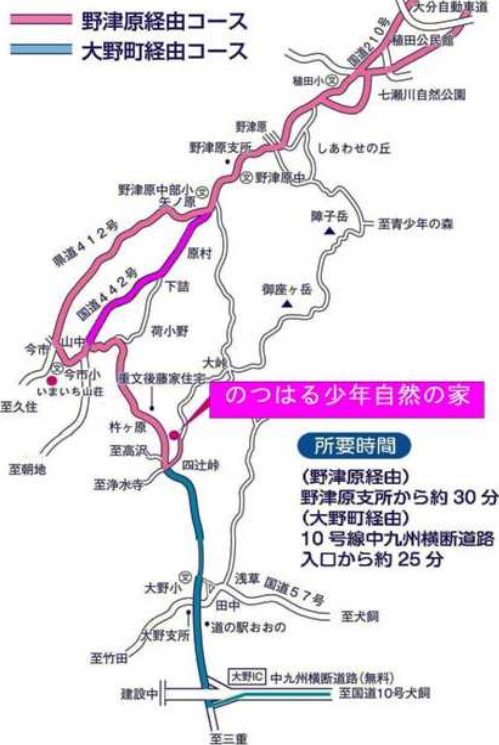 野津原経由コース
大野町経由コース
大分自動車道
国道210号
稙田公民館
稙田小
七瀬川自然公園
野津原
しあわせの丘
野津原支所
野津原中
野津原中部小
矢ノ原
障子岳
至青少年の森
県道412号
原村
国道442号
下詰
御座ヶ岳
荷小野
山中
今市
今市小
いまいち山荘
大峠
重文後藤家住宅
のつはる少年自然の家
至久住
杵ヶ原
至高沢
四辻峠
至朝地
至浄水寺
所要時間
(野津原経由)
野津原支所から約30分
(大野町経由)
10号線中九州横断道路
入口から約25分
大野小
浅草
国道57号
田中
至犬飼
大野支所
道の駅おおの
至竹田
大野IC
中九州横断道路(無料)
建設中
至国道10号犬飼
至三重